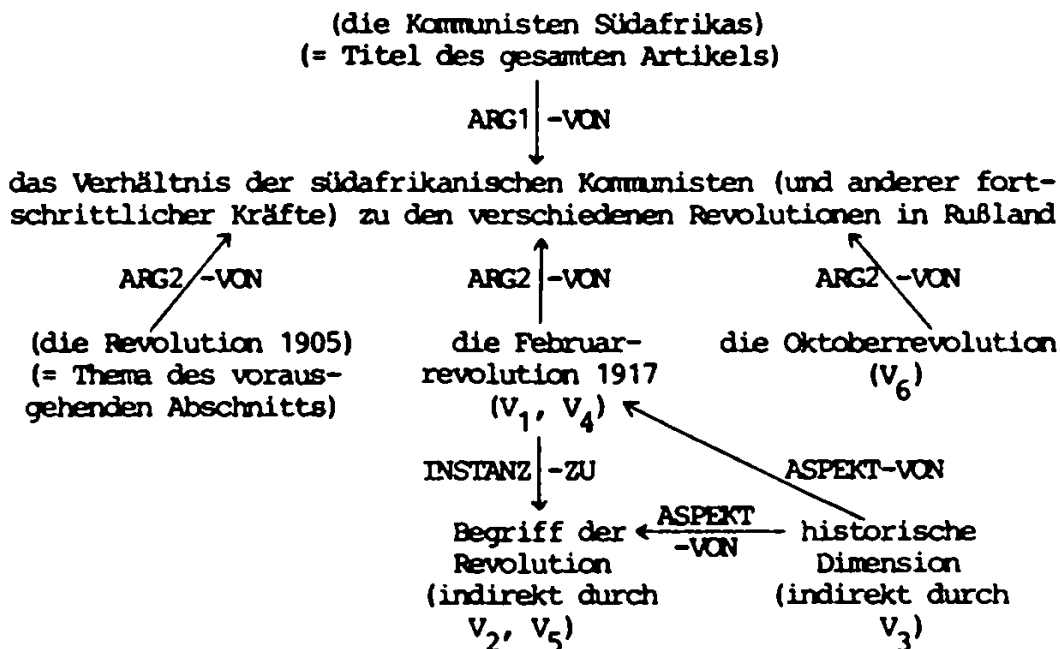 (die Kommunisten Südafrikas)
(= Titel des gesamten Artikels)
ARG1 -VON
das Verhältnis der südafrikanischen Kommunisten (und anderer fort-
schrittlicher Kräfte) zu den verschiedenen Revolutionen in Rußland
ARG2 -VON ARG2 -VON ARG2 -VON
(die Revolution 1905) die Februar- die Oktoberrevolution
(= Thema des voraus- revolution 1917 (V6)
gehenden Abschnitts) (V1, V4)
INSTANZ -ZU ASPEKT-VON
Begriff der ASPEKT historische
Revolution -VON Dimension
(indirekt durch (indirekt durch
V2, V5) V3)